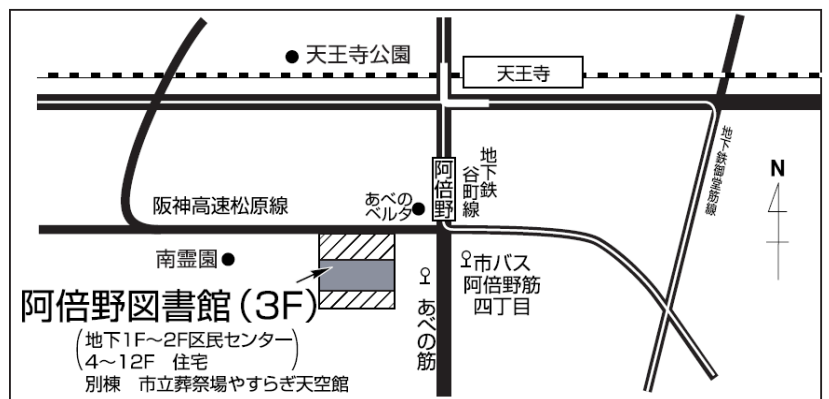 天王寺公園
天王寺
地下鉄御堂筋線
N
地下鉄
谷町線
阿倍野
あべの
ベルタ
阪神高速松原線
南霊園
市バス
阿倍野筋
四丁目
あべの筋
阿倍野図書館(3F)
(地下1F〜2F区民センター
4〜12F 住宅)
別棟 市立葬祭場やすらぎ天空館